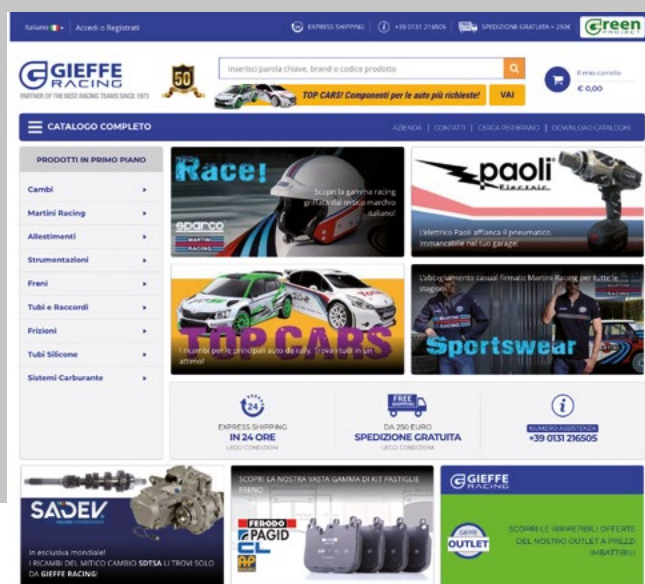 Italiano
Accedi o Registrati
EXPRESS SHIPPING
+39 0131 216505
SPEDIZIONE GRATUITA > 250€
Green
PROJECT
GIEFFE
RACING
PARTNER OF THE BEST RACING TEAMS SINCE 1973
50
Inserisci parola chiave, brand o codice prodotto
TOP CARS! Componenti per le auto più richieste!
VAI
Il mio carrello
€ 0,00
CATALOGO COMPLETO
AZIENDA | CONTATTI | CERCA PER BRAND | DOWNLOAD CATALOGHI
PRODOTTI IN PRIMO PIANO
Cambi
Martini Racing
Allestimenti
Strumentazioni
Freni
Tubi e Raccordi
Frizioni
Tubi Silicone
Sistemi Carburante
Race!
Scopri la gamma racing
griffata dal mitico marchio
italiano!
sparco
MARTINI
RACING
paoli
Electric
L'elettrico Paoli affianca il pneumatico.
Immancabile nel tuo garage!
TOP CARS
I ricambi per le principali auto da rally. Trova i tuoi in un
attimo!
L'abbigliamento casual firmato Martini Racing per tutte le
stagioni
Sportswear
24
EXPRESS SHIPPING
IN 24 ORE
LEGGI CONDIZIONI
FREE
SHIPPING
DA 250 EURO
SPEDIZIONE GRATUITA
LEGGI CONDIZIONI
NUMERO ASSISTENZA
+39 0131 216505
SADEV
In esclusiva mondiale!
I RICAMBI DEL MITICO CAMBIO SDTSA LI TROVI SOLO
DA GIEFFE RACING!
SCOPRI LA NOSTRA VASTA GAMMA DI KIT PASTIGLIE
FRENO
FERODO
PAGID
CL
AP
GIEFFE
RACING
OUTLET
SCOPRI LE IRRIPETIBILI OFFERTE
DEL NOSTRO OUTLET A PREZZI
IMBATTIBILI